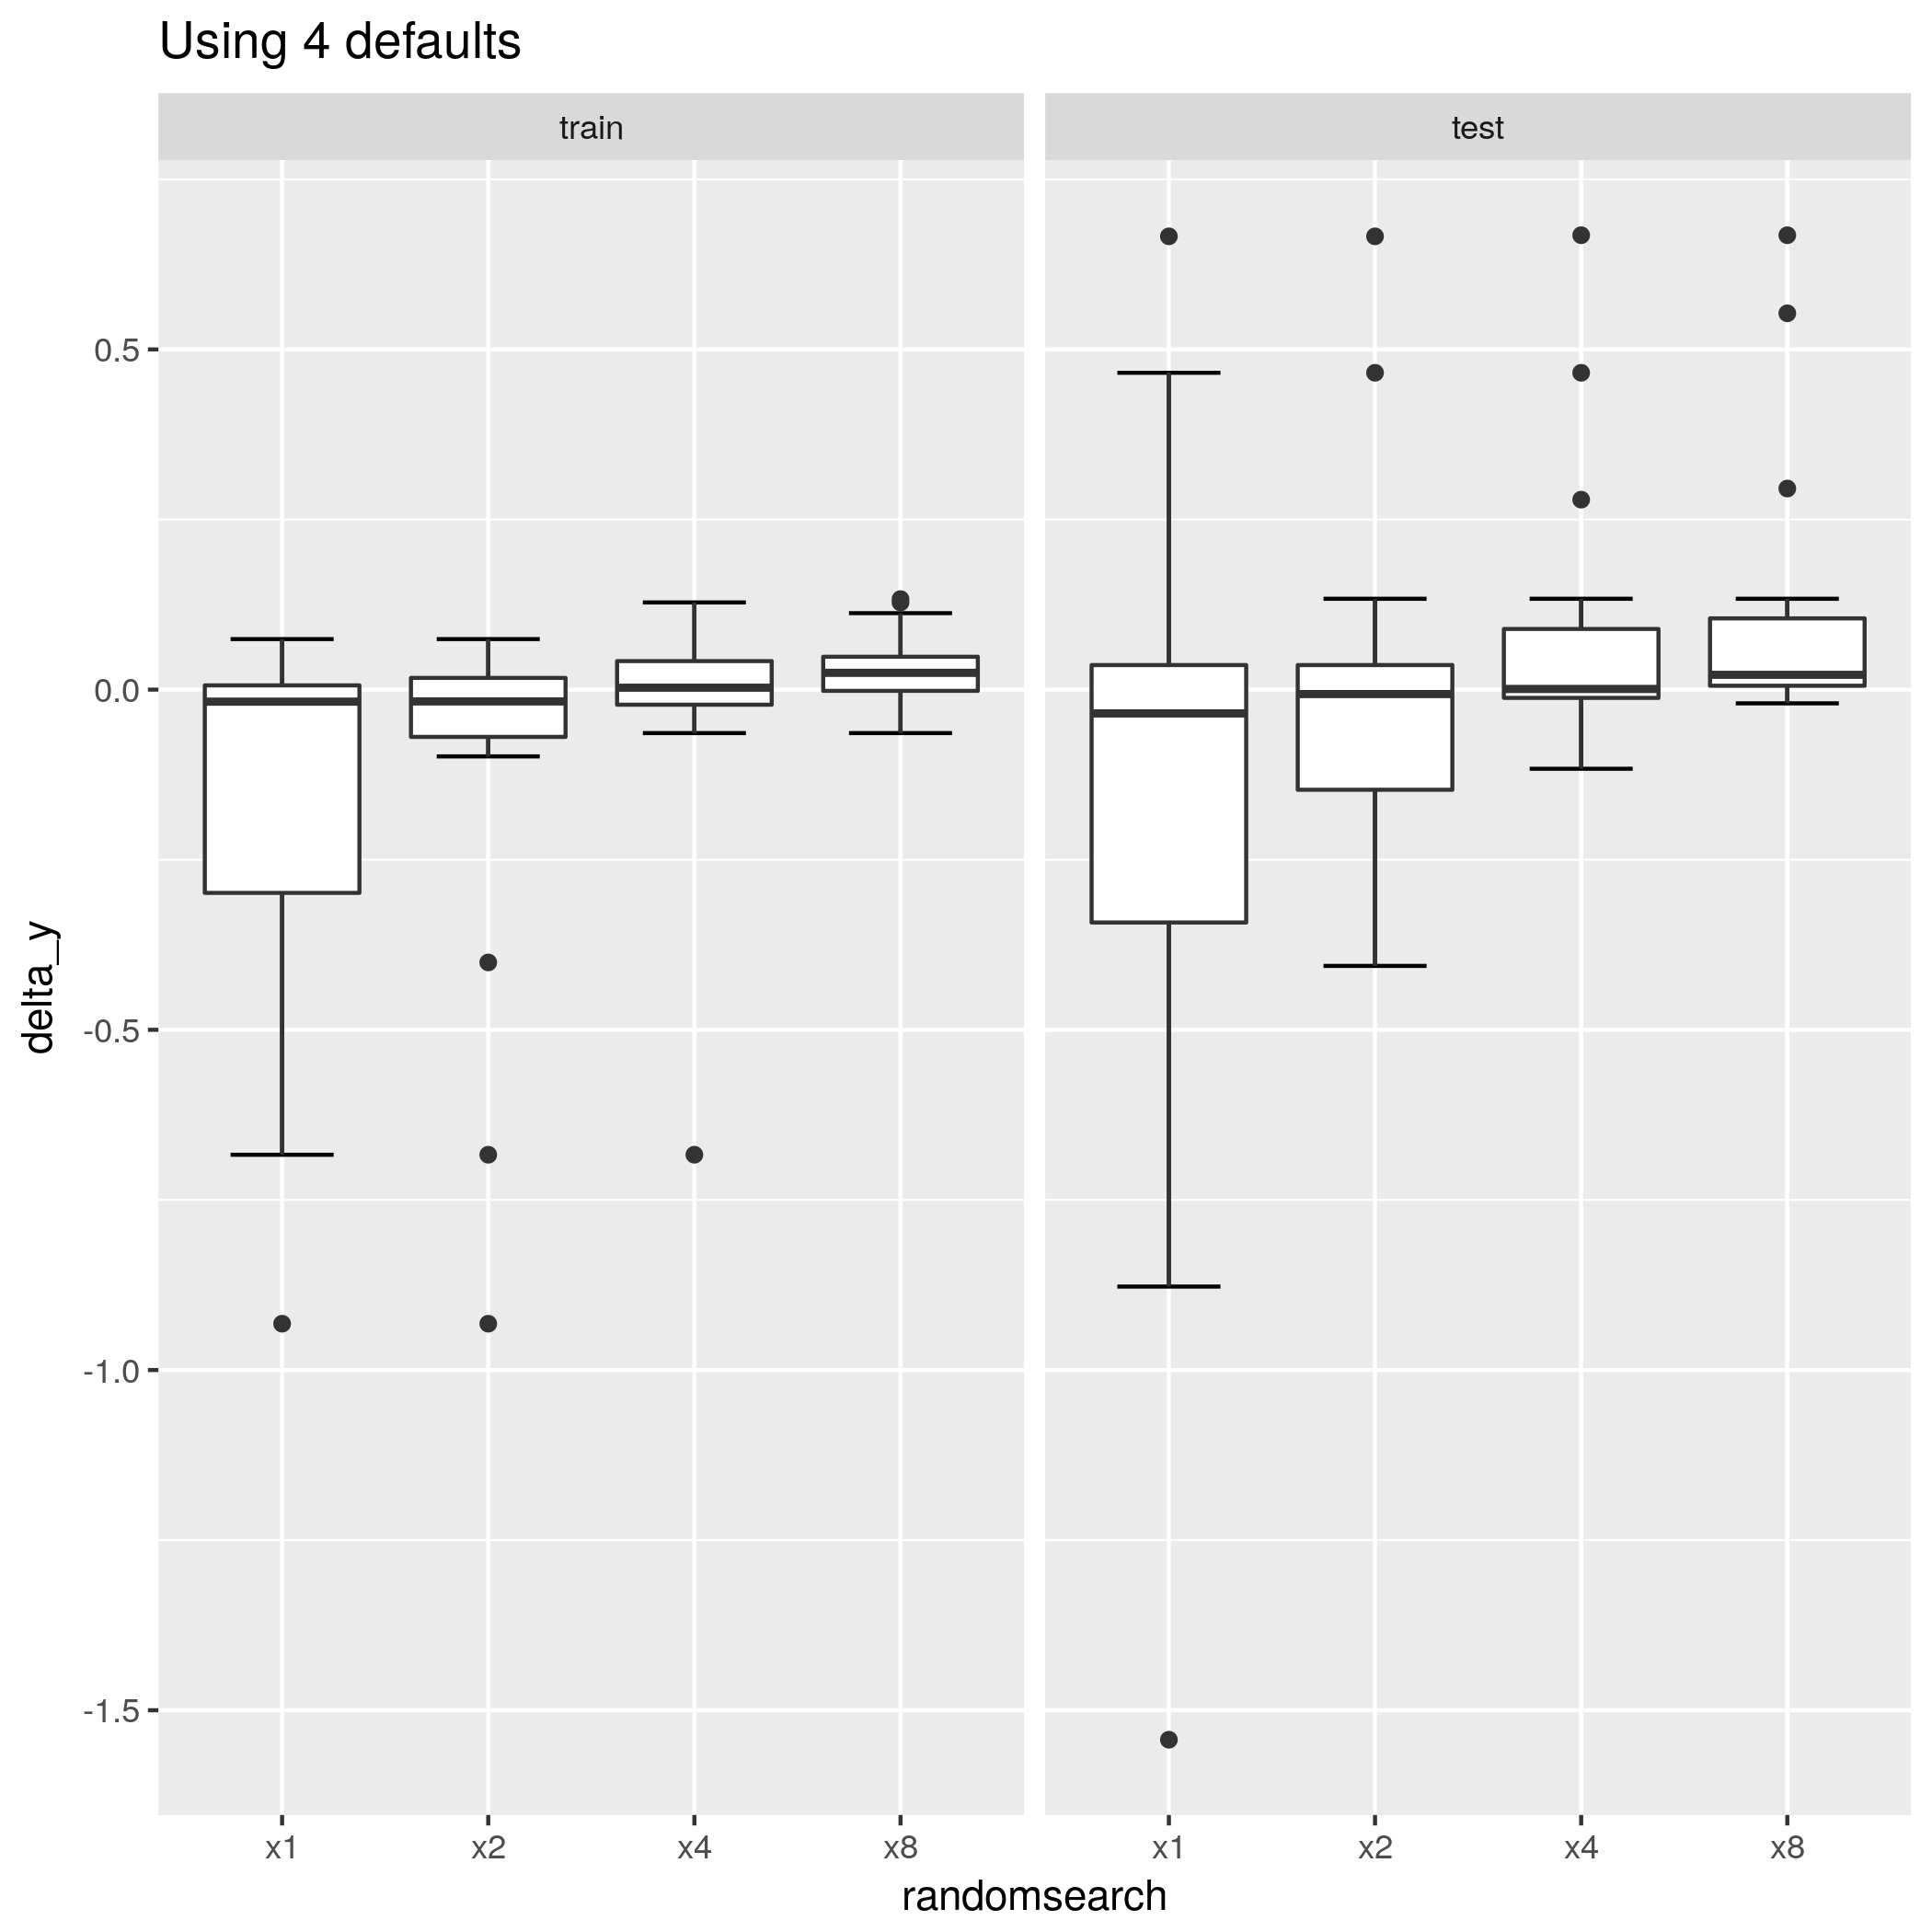 Using 4 defaults
train
test
delta_y
0.5
0.0
-0.5
-1.0
-1.5
x1
x2
x4
x8
x1
x2
x4
x8
randomsearch